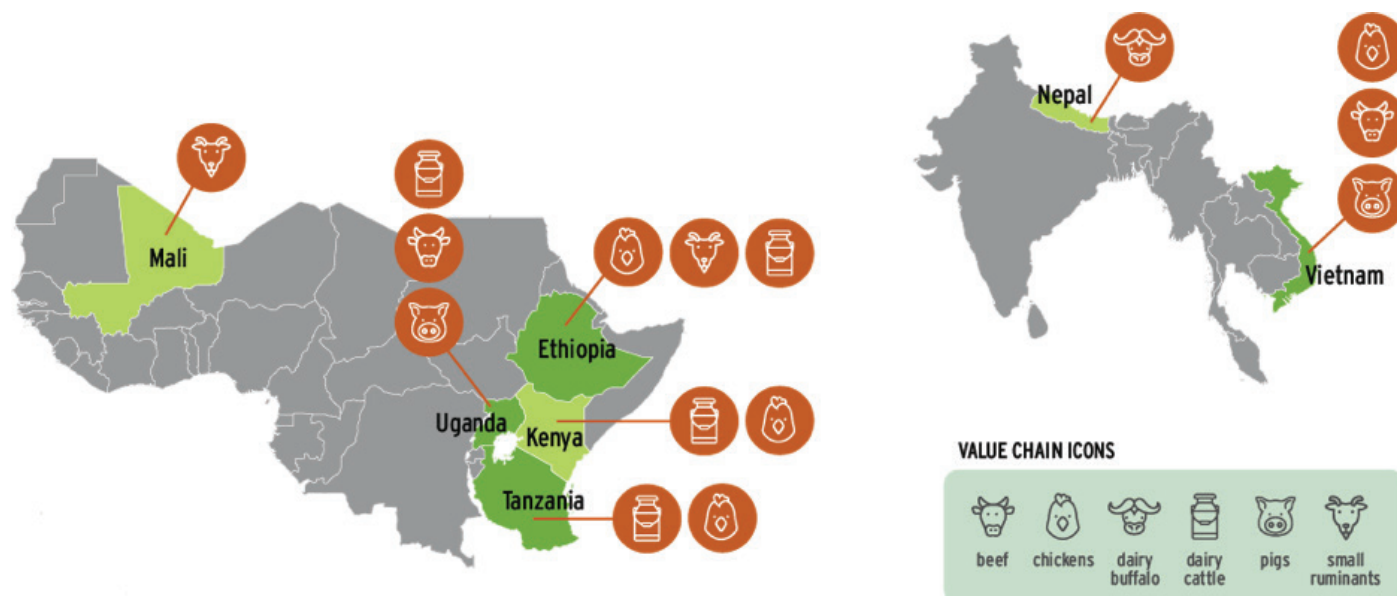 Nepal
Mali
Ethiopia
Vietnam
Uganda
Kenya
Tanzania
VALUE CHAIN ICONS
beef
chickens
dairy
buffalo
dairy
cattle
pigs
small
ruminants